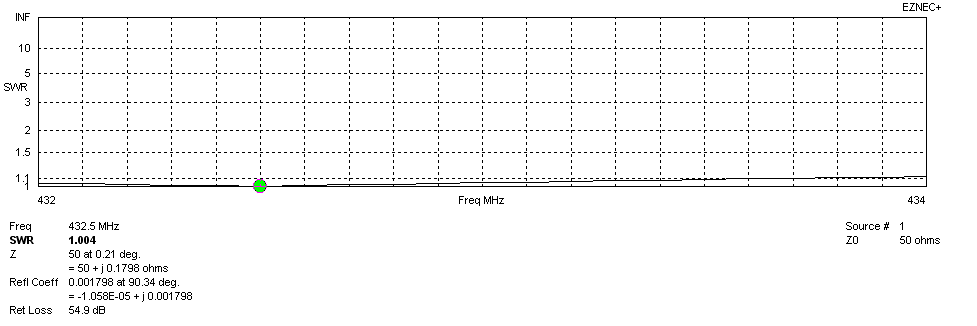 EZNEC+
INF
10
5
SWR
3
2
1.5
1.1
1
432 Freq MHz 434
Freq 432.5 MHz Source # 1
SWR 1.004 Z0 50 ohms
Z 50 at 0.21 deg.
= 50 + j 0.1798 ohms
Refl Coeff 0.001798 at 90.34 deg.
= -1.058E-05 + j 0.001798
Ret Loss 54.9 dB